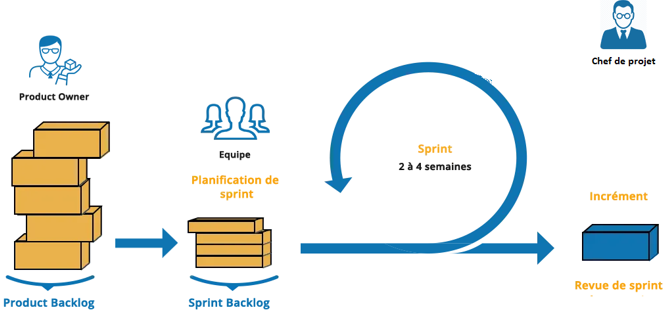 Chef de projet
Product Owner
Equipe
Planification de
sprint
Sprint
2 à 4 semaines
Incrément
Revue de sprint
Product Backlog
Sprint Backlog